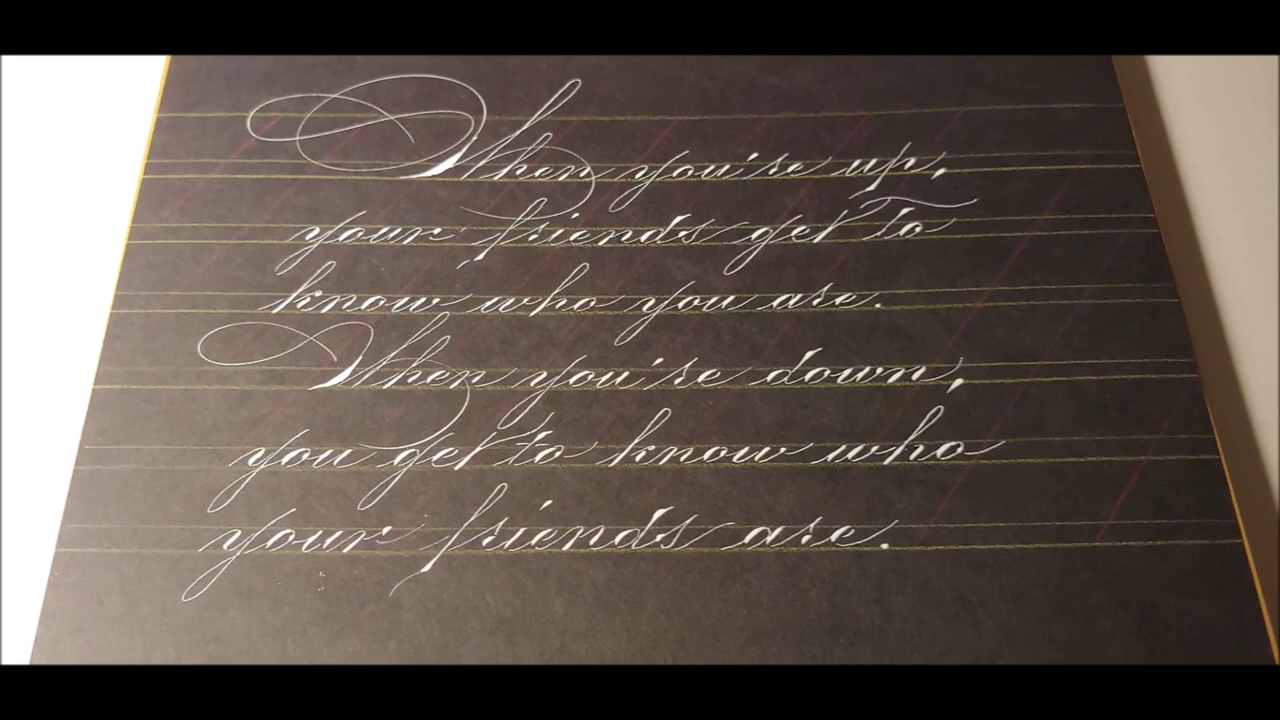 When you're up,
your friends get to
know who you are.
When you're down,
you get to know who
your friends are.